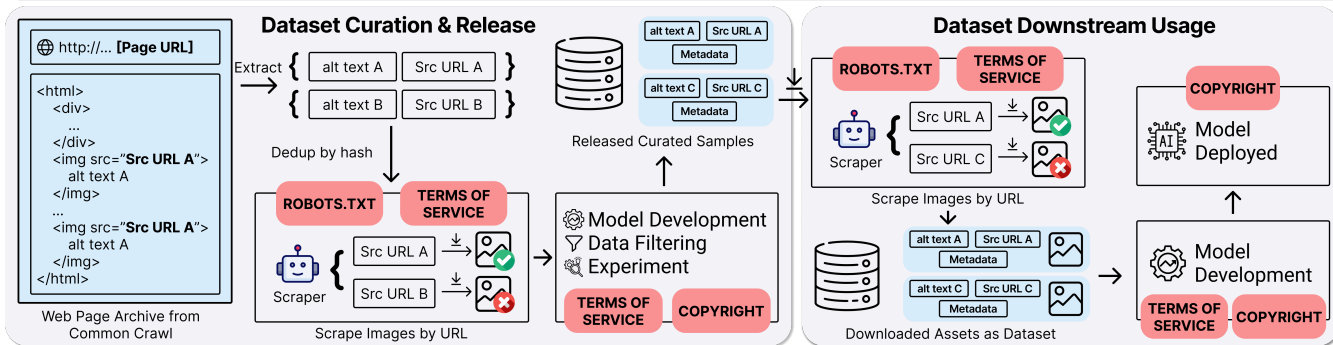 Dataset Curation & Release
http://... [Page URL]
<html>
<div>
...
</div>
<img src="Src URL A">
alt text A
</img>
...
<img src="Src URL A">
alt text A
</img>
</html>
Web Page Archive from
Common Crawl
Extract
{ alt text A Src URL A }
{ alt text B Src URL B }
Dedup by hash
ROBOTS.TXT
TERMS OF
SERVICE
Scraper
{
Src URL A
Src URL B
Scrape Images by URL
alt text A Src URL A
Metadata
alt text C Src URL C
Metadata
Released Curated Samples
Model Development
Data Filtering
Experiment
TERMS OF
SERVICE
COPYRIGHT
Dataset Downstream Usage
ROBOTS.TXT
TERMS OF
SERVICE
Scraper
{
Src URL A
Src URL C
Scrape Images by URL
alt text A Src URL A
Metadata
alt text C Src URL C
Metadata
Downloaded Assets as Dataset
COPYRIGHT
AI
Model
Deployed
Model
Development
TERMS OF
SERVICE
COPYRIGHT